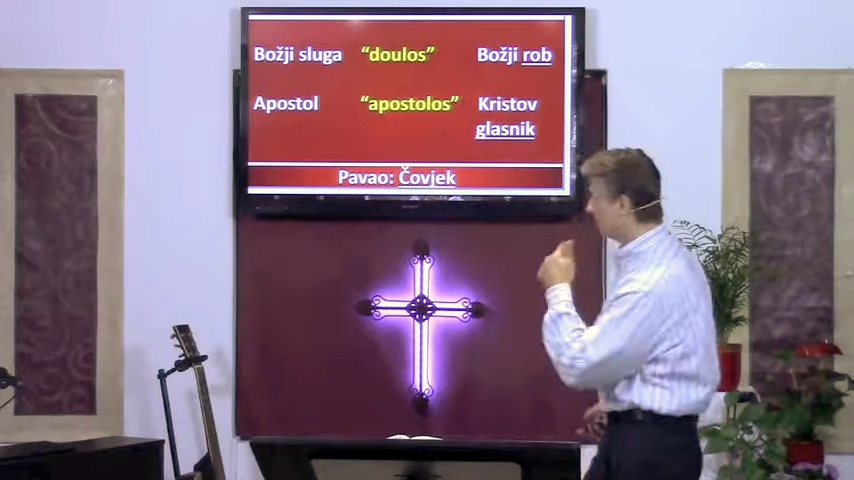 Božji sluga “doulos” Božji rob
Apostol “apostolos” Kristov
glasnik
Pavao: Čovjek